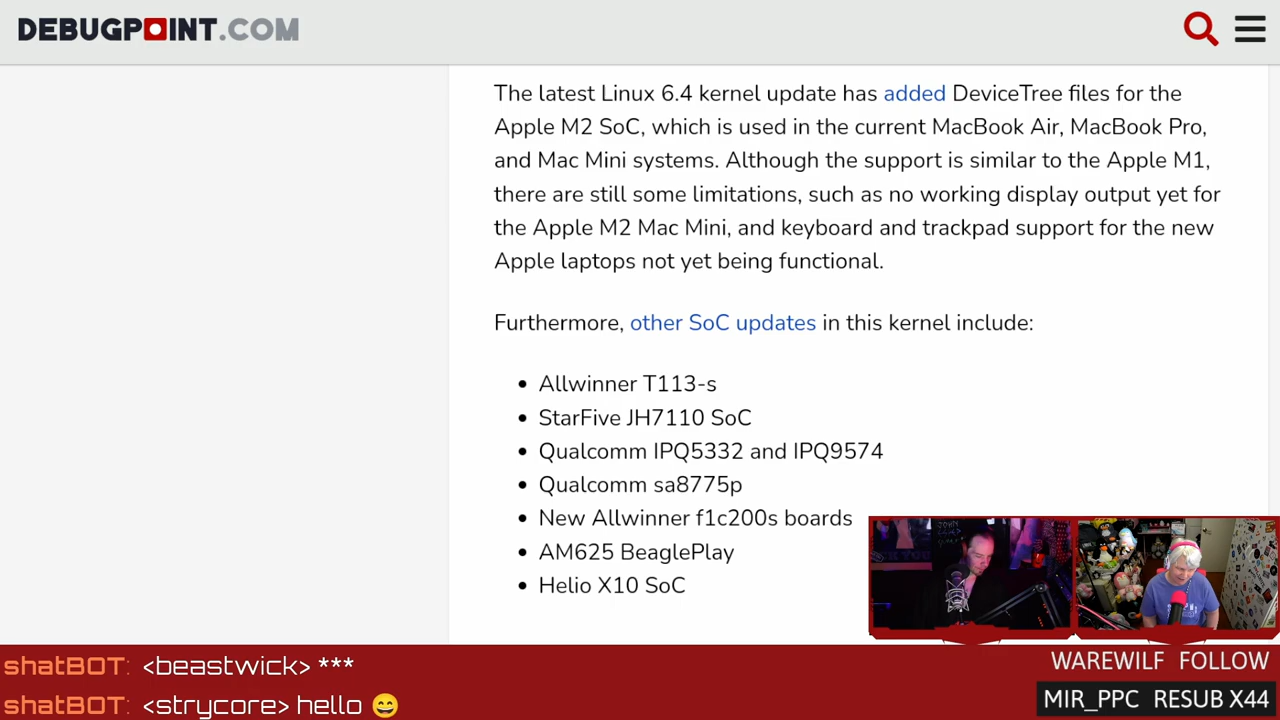 DEBUGPOINT.COM
The latest Linux 6.4 kernel update has added DeviceTree files for the
Apple M2 SoC, which is used in the current MacBook Air, MacBook Pro,
and Mac Mini systems. Although the support is similar to the Apple M1,
there are still some limitations, such as no working display output yet for
the Apple M2 Mac Mini, and keyboard and trackpad support for the new
Apple laptops not yet being functional.
Furthermore, other SoC updates in this kernel include:
• Allwinner T113-s
• StarFive JH7110 SoC
• Qualcomm IPQ5332 and IPQ9574
• Qualcomm sa8775p
• New Allwinner f1c200s boards
• AM625 BeaglePlay
• Helio X10 SoC
shatBOT: <beastwick> ***
shatBOT: <strycore> hello 😄
WAREWILF FOLLOW
MIR_PPC RESUB X44